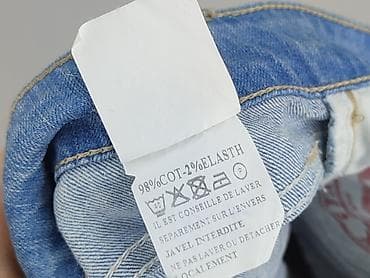 98%COT-2%ELASTH
IL EST CONSEILLE DE LAVER
SEPAREMENT SUR L'ENVERS
JAVEL INTERDITE
NE PAS LAVER OU DETACHER
LOCALEMENT